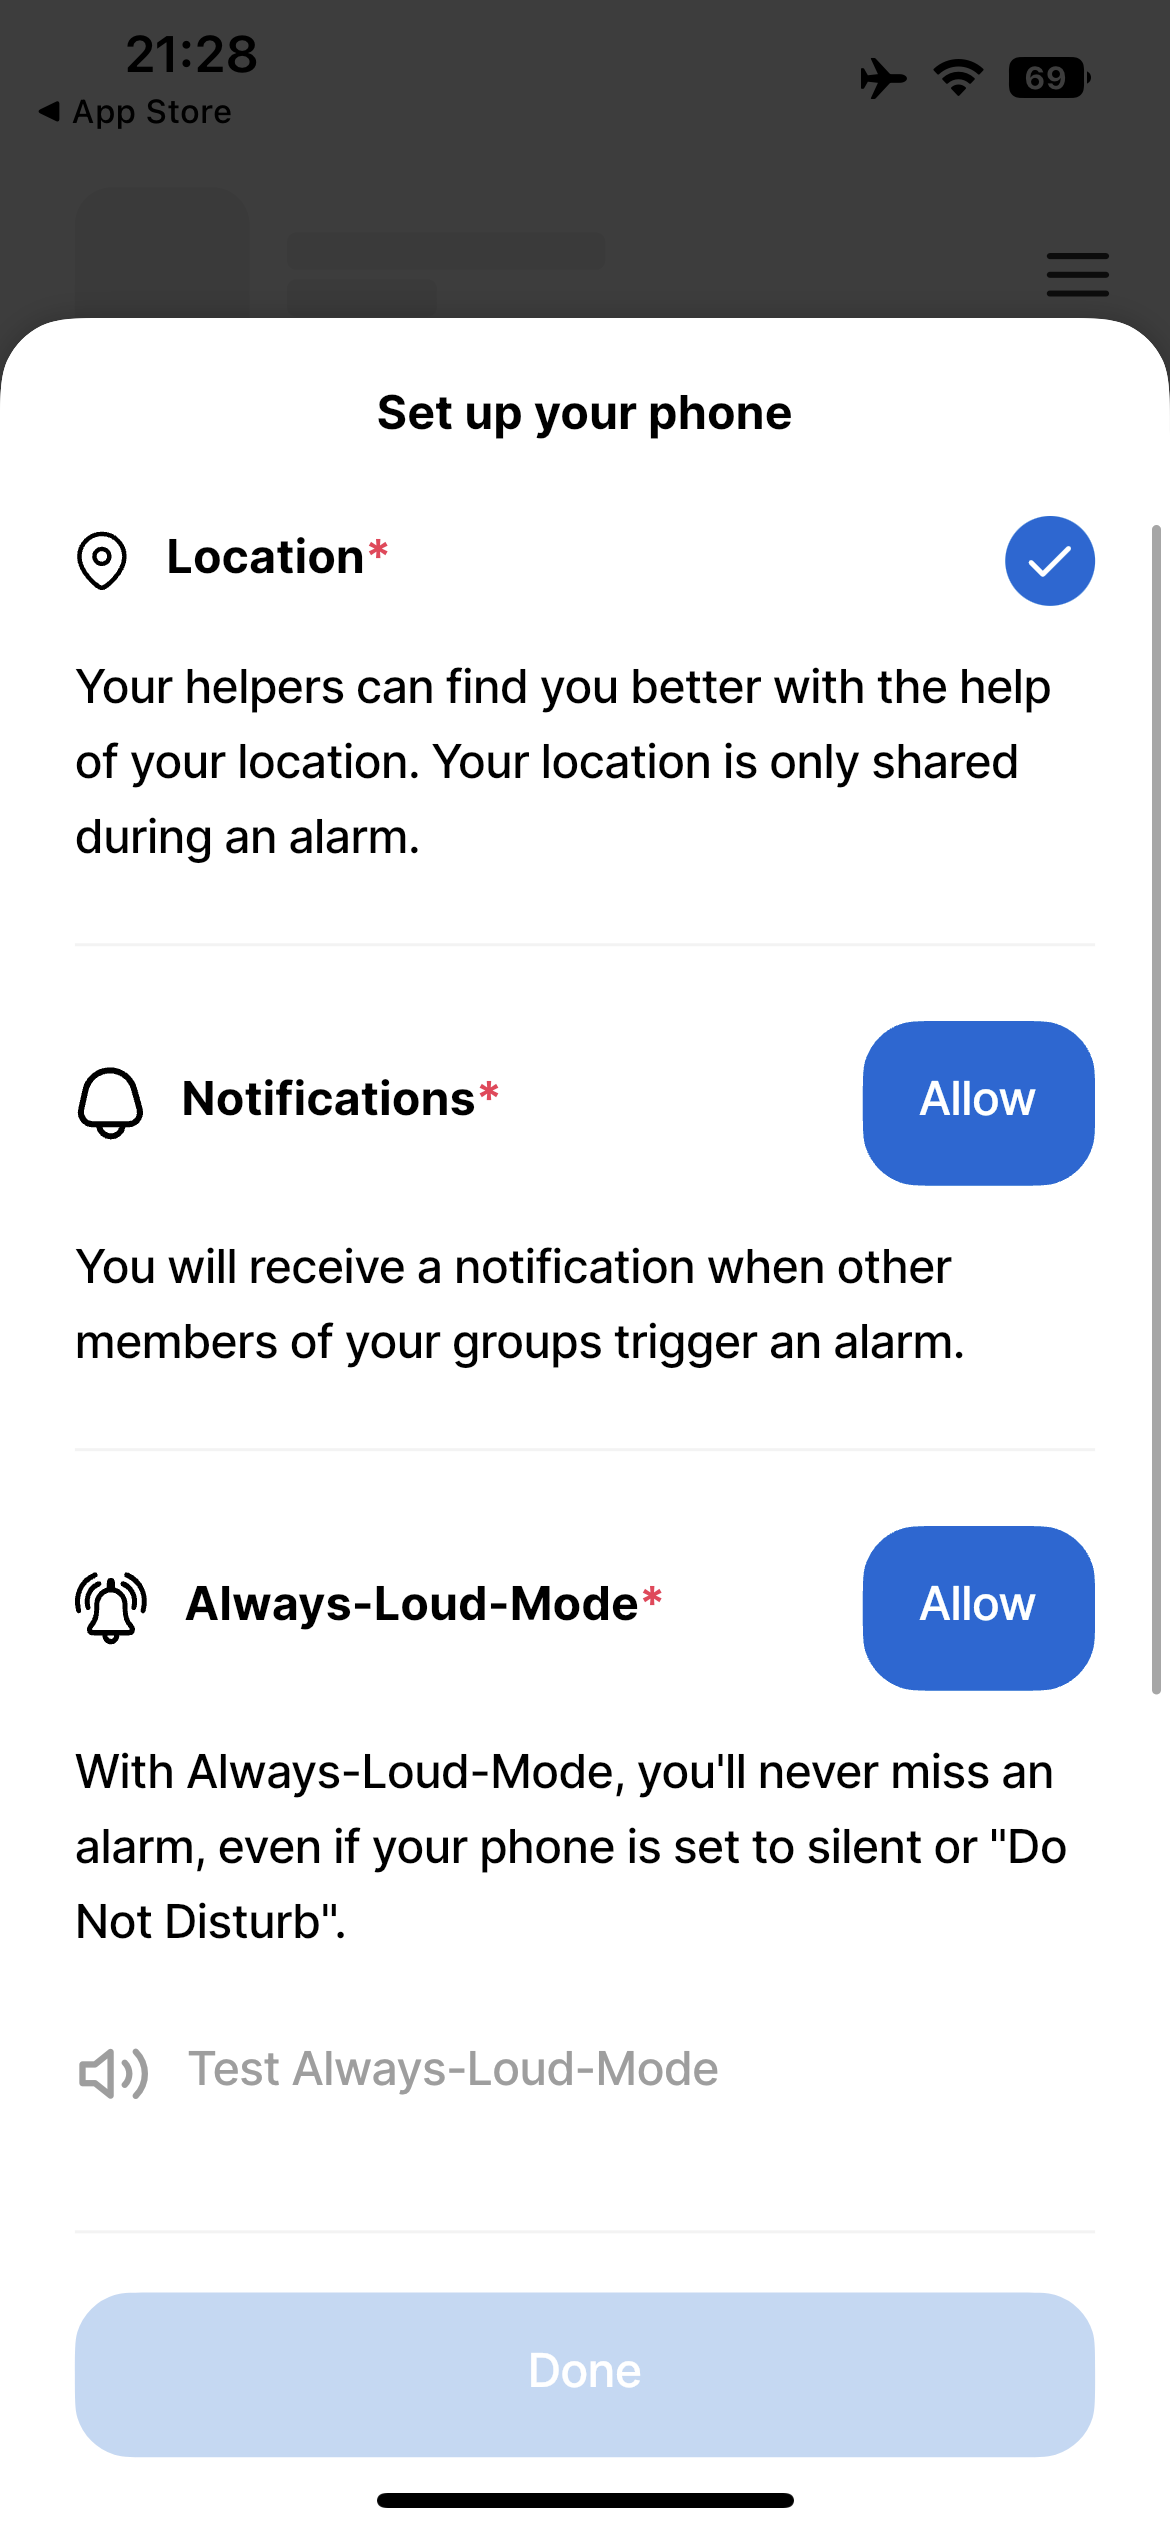 21:28
69
◀ App Store
Set up your phone
Location*
Your helpers can find you better with the help
of your location. Your location is only shared
during an alarm.
Notifications*
Allow
You will receive a notification when other
members of your groups trigger an alarm.
Always-Loud-Mode*
Allow
With Always-Loud-Mode, you'll never miss an
alarm, even if your phone is set to silent or "Do
Not Disturb".
Test Always-Loud-Mode
Done